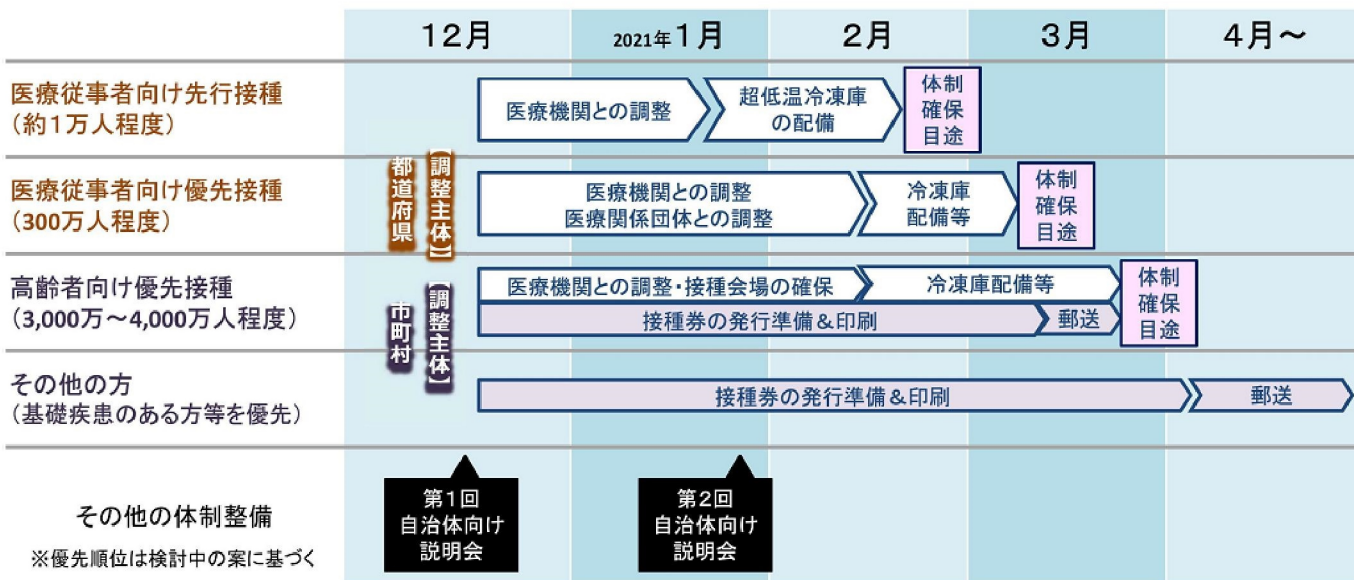 12月
2021年1月
2月
3月
4月～
医療従事者向け先行接種
（約1万人程度）
医療機関との調整
超低温冷凍庫
の配備
体制
確保
目途
医療従事者向け優先接種
（300万人程度）
【調整主体】
都道府県
医療機関との調整
医療関係団体との調整
冷凍庫
配備等
体制
確保
目途
高齢者向け優先接種
（3,000万～4,000万人程度）
【調整主体】
市町村
医療機関との調整・接種会場の確保
冷凍庫配備等
接種券の発行準備＆印刷
郵送
体制
確保
目途
その他の方
（基礎疾患のある方等を優先）
接種券の発行準備＆印刷
郵送
その他の体制整備
※優先順位は検討中の案に基づく
第1回
自治体向け
説明会
第2回
自治体向け
説明会